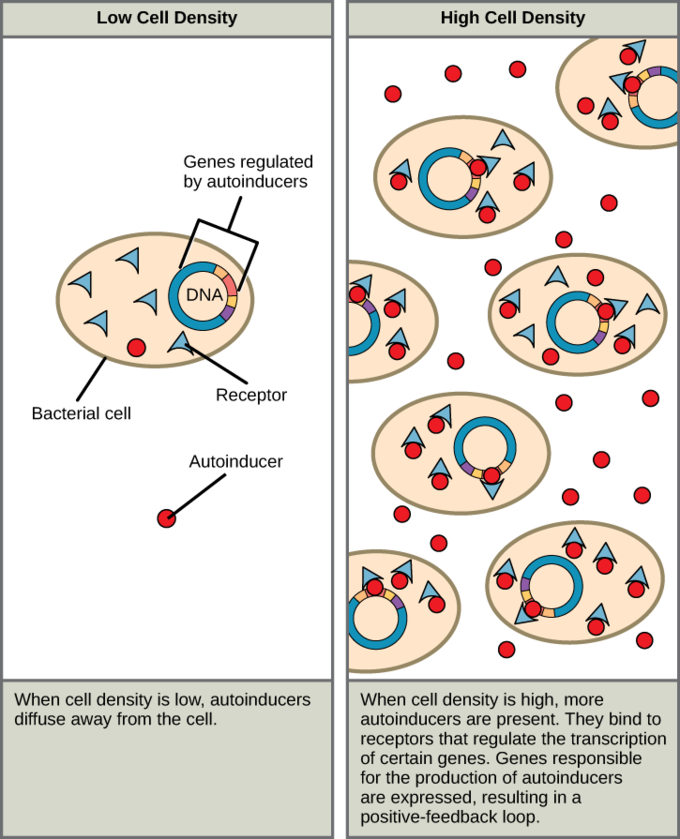 Low Cell Density
Genes regulated
by autoinducers
DNA
Receptor
Bacterial cell
Autoinducer
When cell density is low, autoinducers
diffuse away from the cell.
High Cell Density
When cell density is high, more
autoinducers are present. They bind to
receptors that regulate the transcription
of certain genes. Genes responsible
for the production of autoinducers
are expressed, resulting in a
positive-feedback loop.